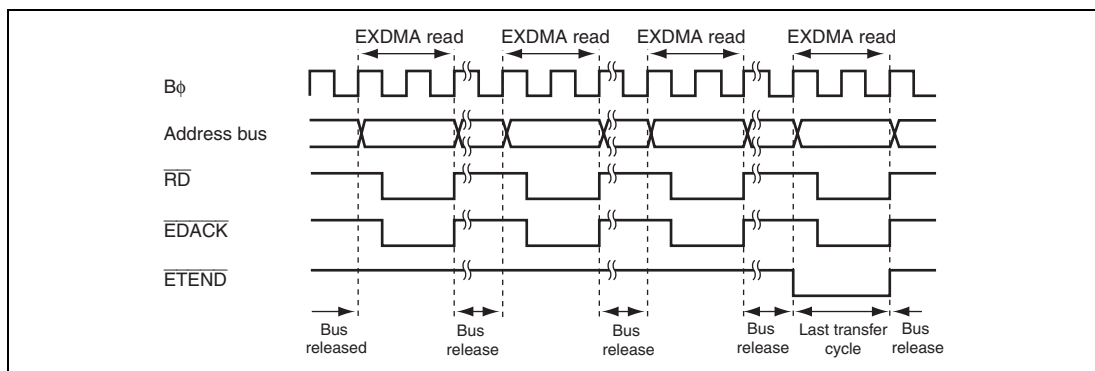 EXDMA read EXDMA read EXDMA read EXDMA read
Bϕ
Address bus
RD
EDACK
ETEND
Bus released
Bus release
Bus release
Bus release
Last transfer cycle
Bus release